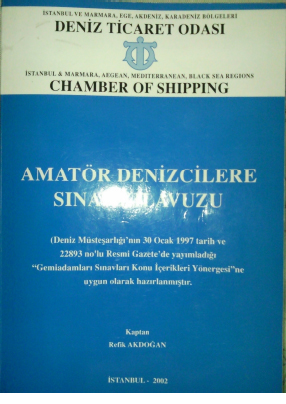 İSTANBUL VE MARMARA, EGE, AKDENİZ, KARADENİZ BÖLGELERİ
DENİZ TİCARET ODASI
İSTANBUL & MARMARA, AEGEAN, MEDITERRANEAN, BLACK SEA REGIONS
CHAMBER OF SHIPPING
AMATÖR DENİZCİLERE
SINAV KILAVUZU
(Deniz Müsteşarlığı'nın 30 Ocak 1997 tarih ve
22893 no'lu Resmi Gazete'de yayımladığı
“Gemiadamları Sınavları Konu İçerikleri Yönergesi”ne
uygun olarak hazırlanmıştır.
Kaptan
Refik AKDOĞAN
İSTANBUL - 2002